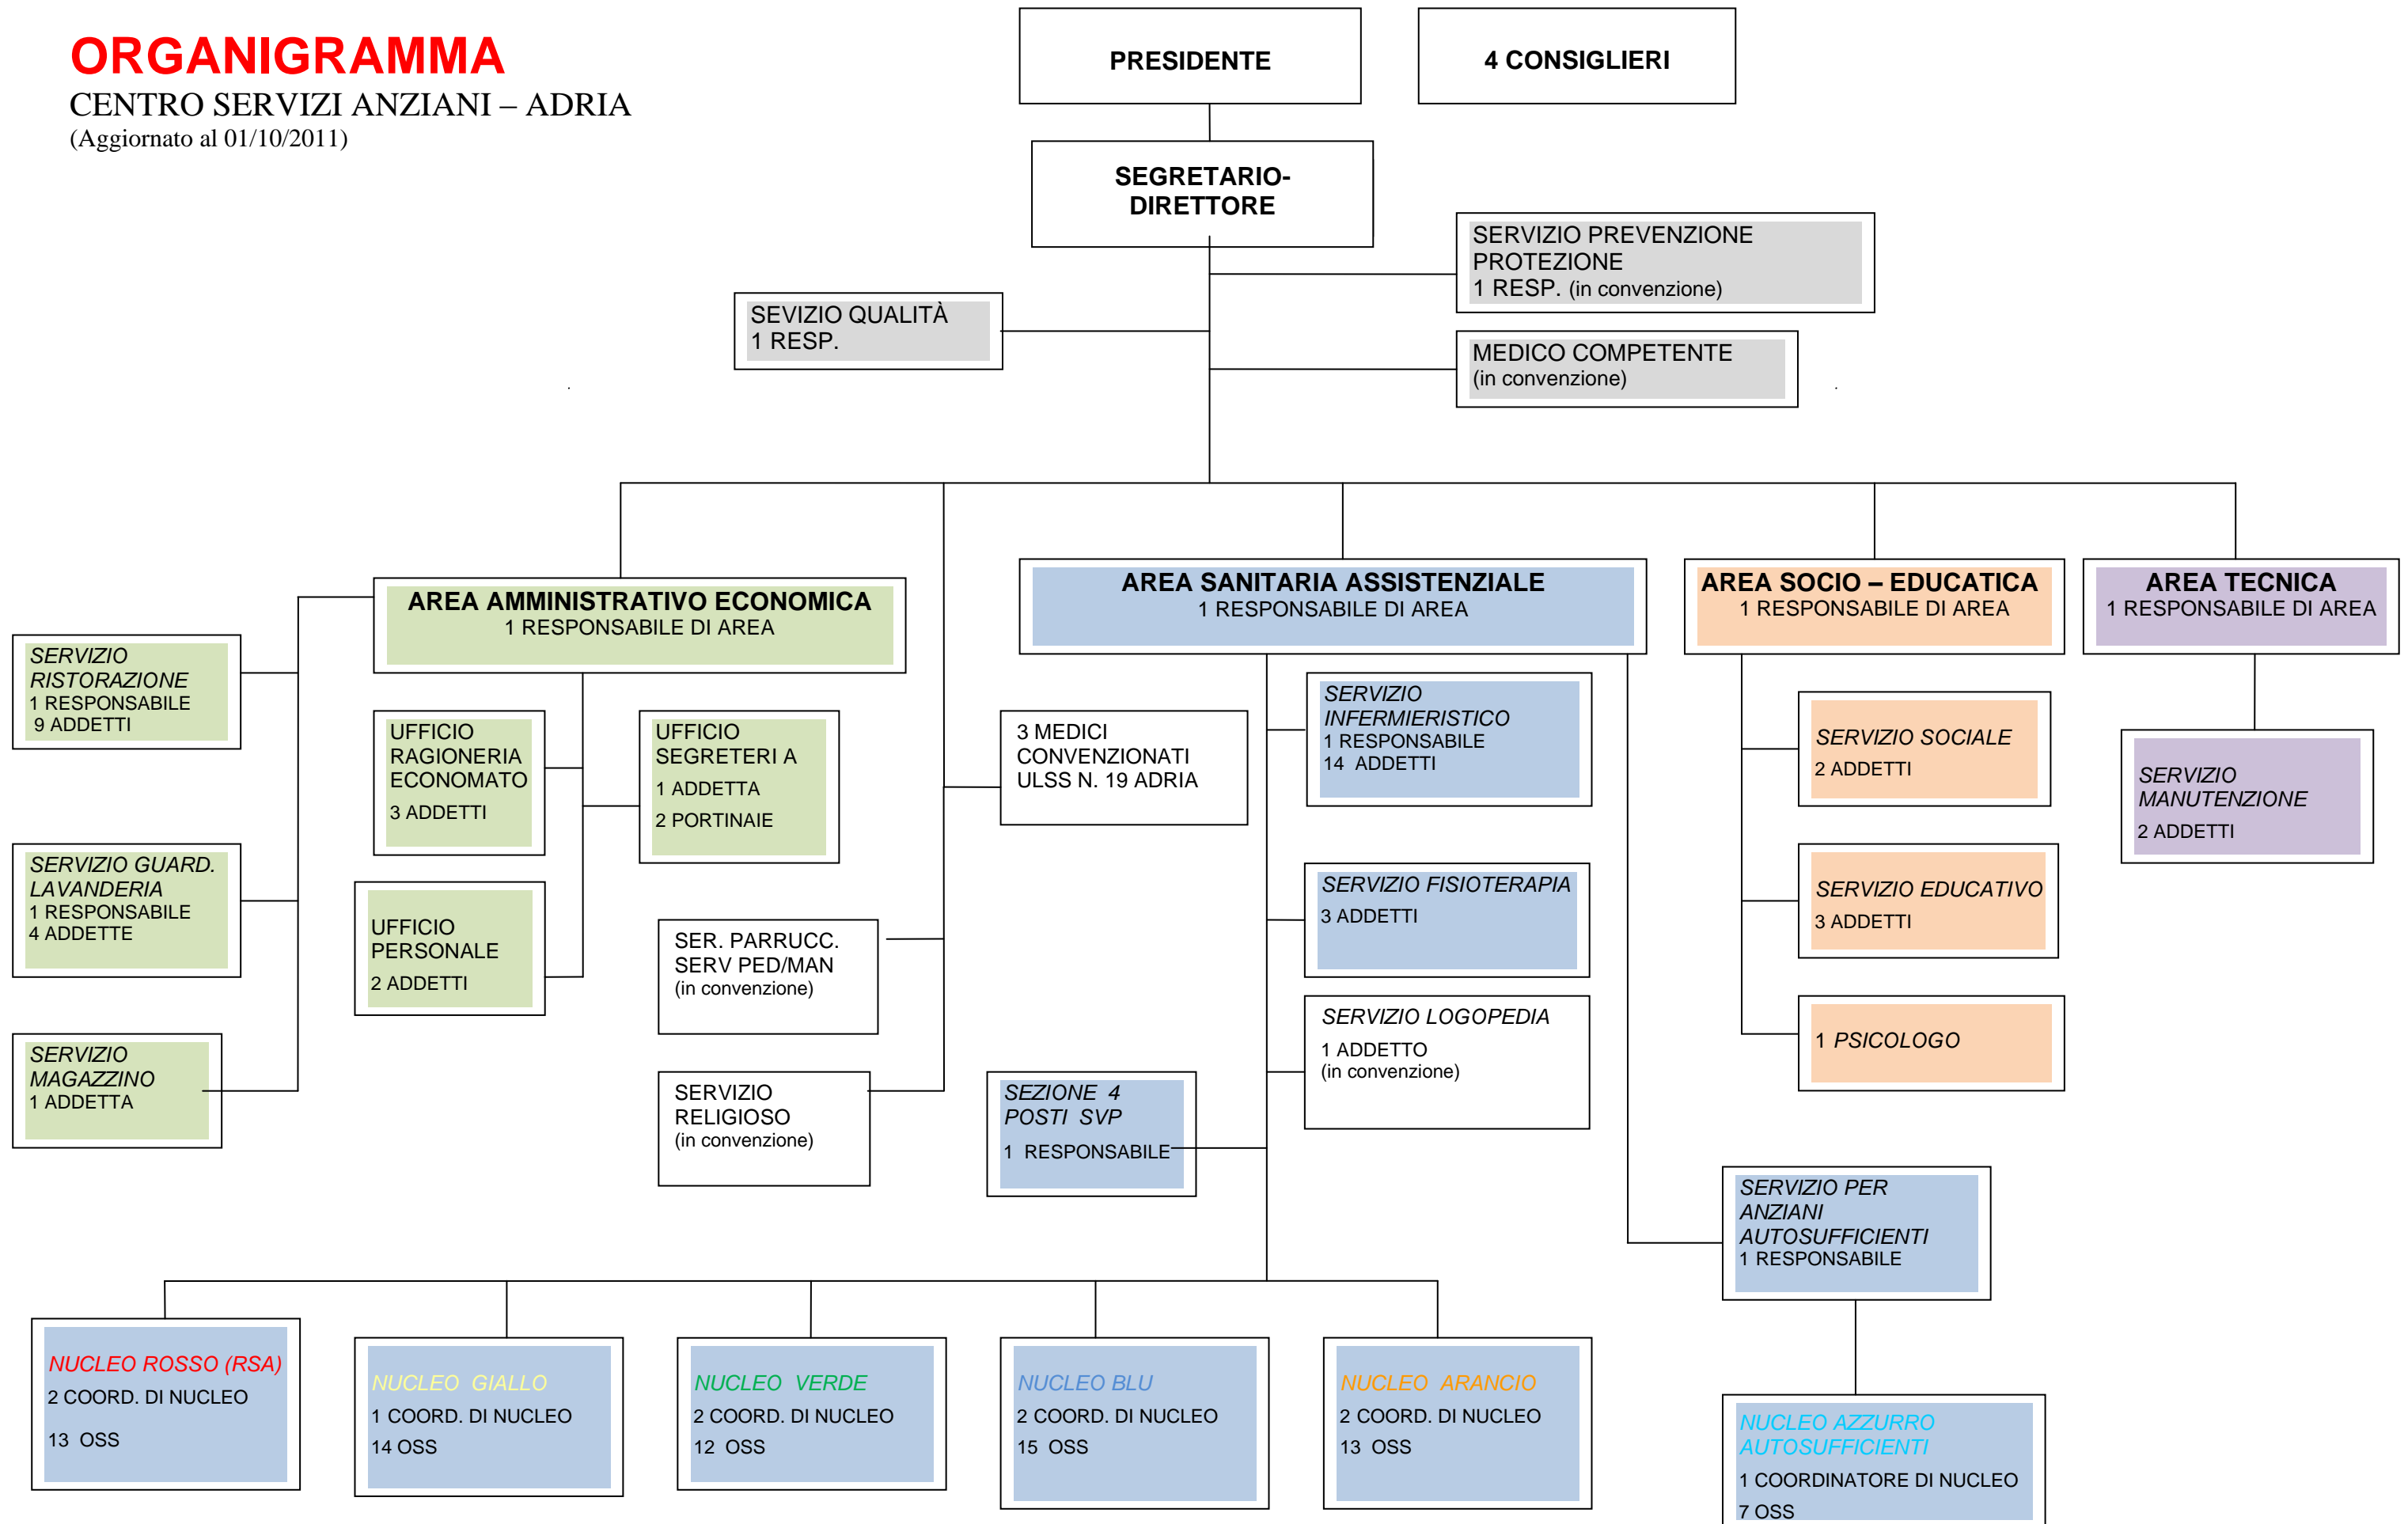 ORGANIGRAMMA
CENTRO SERVIZI ANZIANI – ADRIA
(Aggiornato al 01/10/2011)
PRESIDENTE
4 CONSIGLIERI
SEGRETARIO-
DIRETTORE
SERVIZIO PREVENZIONE
PROTEZIONE
1 RESP. (in convenzione)
SEVIZIO QUALITÀ
1 RESP.
MEDICO COMPETENTE
(in convenzione)
AREA AMMINISTRATIVO ECONOMICA
1 RESPONSABILE DI AREA
AREA SANITARIA ASSISTENZIALE
1 RESPONSABILE DI AREA
AREA SOCIO – EDUCATICA
1 RESPONSABILE DI AREA
AREA TECNICA
1 RESPONSABILE DI AREA
SERVIZIO
RISTORAZIONE
1 RESPONSABILE
9 ADDETTI
UFFICIO
RAGIONERIA
ECONOMATO
3 ADDETTI
UFFICIO
SEGRETERI A
1 ADDETTA
2 PORTINAIE
3 MEDICI
CONVENZIONATI
ULSS N. 19 ADRIA
SERVIZIO
INFERMIERISTICO
1 RESPONSABILE
14 ADDETTI
SERVIZIO SOCIALE
2 ADDETTI
SERVIZIO
MANUTENZIONE
2 ADDETTI
SERVIZIO GUARD.
LAVANDERIA
1 RESPONSABILE
4 ADDETTE
UFFICIO
PERSONALE
2 ADDETTI
SER. PARRUCC.
SERV PED/MAN
(in convenzione)
SERVIZIO FISIOTERAPIA
3 ADDETTI
SERVIZIO EDUCATIVO
3 ADDETTI
SERVIZIO
MAGAZZINO
1 ADDETTA
SERVIZIO
RELIGIOSO
(in convenzione)
SEZIONE 4
POSTI SVP
1 RESPONSABILE
SERVIZIO LOGOPEDIA
1 ADDETTO
(in convenzione)
1 PSICOLOGO
SERVIZIO PER
ANZIANI
AUTOSUFFICIENTI
1 RESPONSABILE
NUCLEO ROSSO (RSA)
2 COORD. DI NUCLEO
13 OSS
NUCLEO GIALLO
1 COORD. DI NUCLEO
14 OSS
NUCLEO VERDE
2 COORD. DI NUCLEO
12 OSS
NUCLEO BLU
2 COORD. DI NUCLEO
15 OSS
NUCLEO ARANCIO
2 COORD. DI NUCLEO
13 OSS
NUCLEO AZZURRO
AUTOSUFFICIENTI
1 COORDINATORE DI NUCLEO
7 OSS